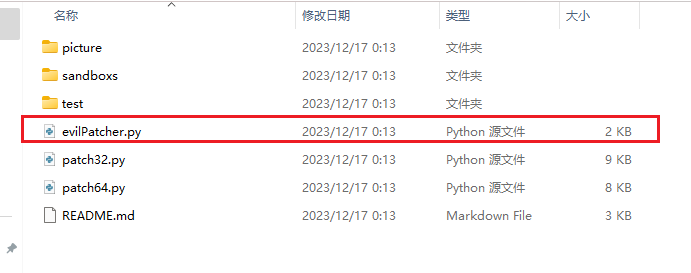 名称 修改日期 类型 大小
picture 2023/12/17 0:13 文件夹
sandboxs 2023/12/17 0:13 文件夹
test 2023/12/17 0:13 文件夹
evilPatcher.py 2023/12/17 0:13 Python 源文件 2 KB
patch32.py 2023/12/17 0:13 Python 源文件 9 KB
patch64.py 2023/12/17 0:13 Python 源文件 8 KB
README.md 2023/12/17 0:13 Markdown File 3 KB